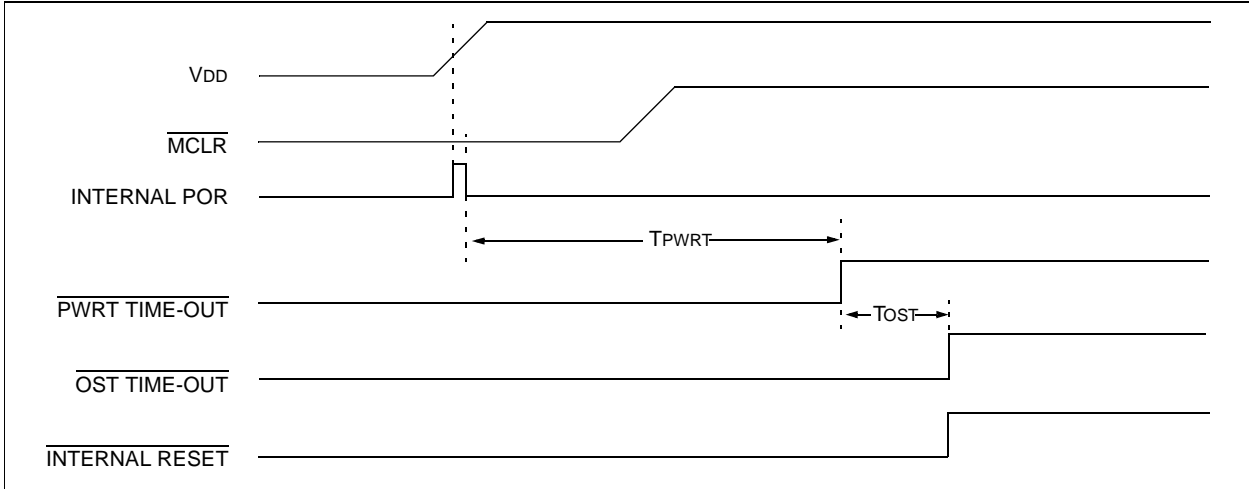 VDD
MCLR
INTERNAL POR
TPWRT
PWRT TIME-OUT
TOST
OST TIME-OUT
INTERNAL RESET